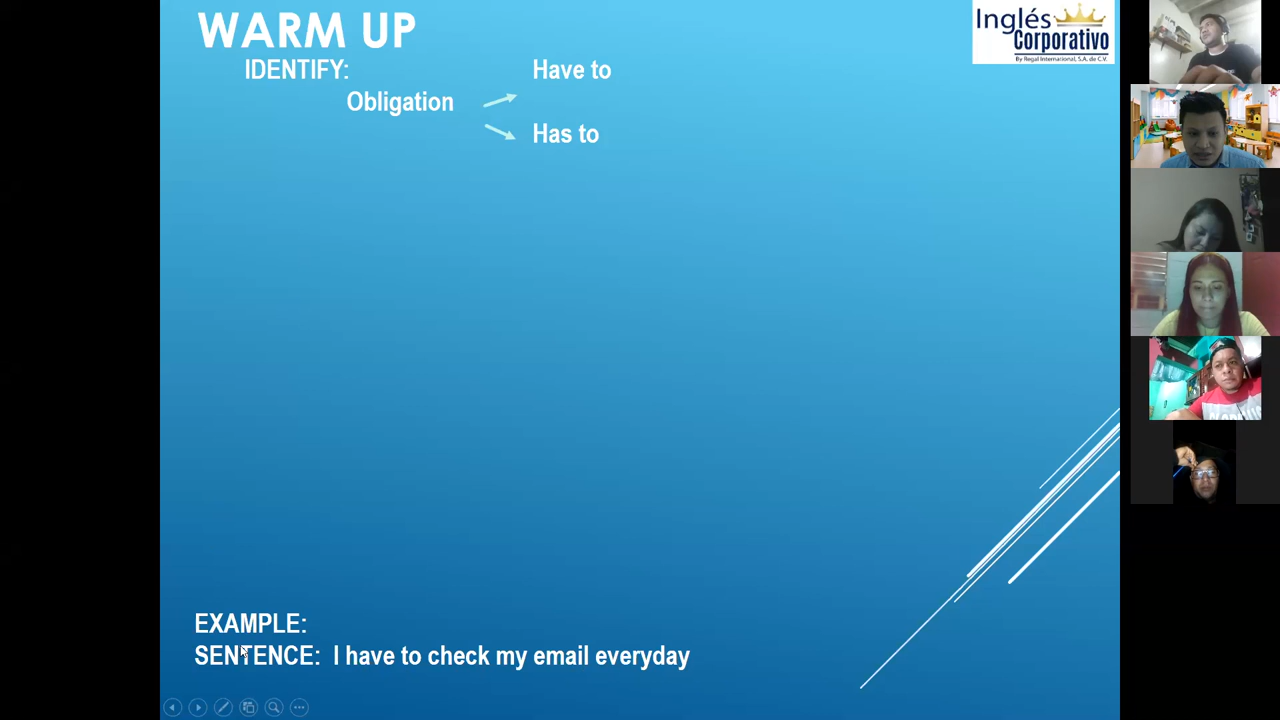 WARM UP
IDENTIFY:
Have to
Obligation
Has to
Inglés
Corporativo
By Regal International, S.A. de C.V.
EXAMPLE:
SENTENCE: I have to check my email everyday